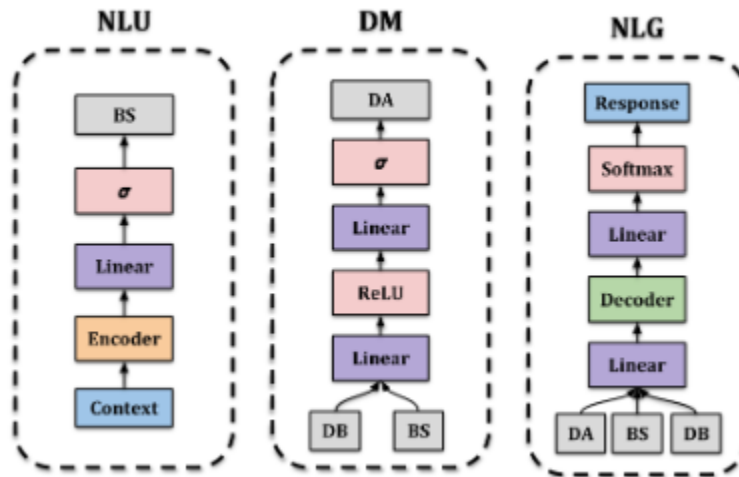 NLU
BS
σ
Linear
Encoder
Context
DM
DA
σ
Linear
ReLU
Linear
DB BS
NLG
Response
Softmax
Linear
Decoder
Linear
DA BS DB